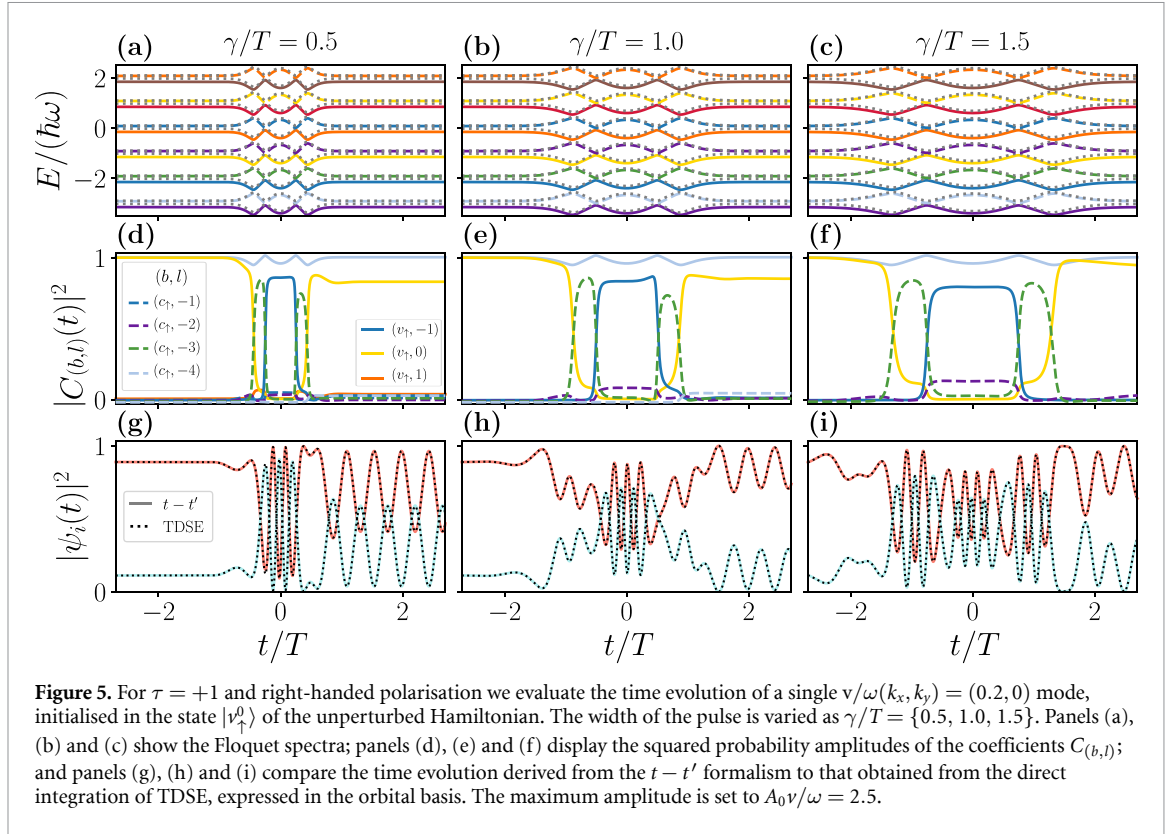 (a) γ/T = 0.5 (b) γ/T = 1.0 (c) γ/T = 1.5
E/(ħω)
2
0
−2
(d) (e) (f)
|C(b,l)(t)|²
1
0
(b, l)
(c↑, −1)
(c↑, −2)
(c↑, −3)
(c↑, −4)
(v↑, −1)
(v↑, 0)
(v↑, 1)
(g) (h) (i)
|ψi(t)|²
1
0
t − t′
TDSE
−2 0 2 −2 0 2 −2 0 2
t/T t/T t/T
Figure 5. For τ = +1 and right-handed polarisation we evaluate the time evolution of a single v/ω(kx, ky) = (0.2, 0) mode,
initialised in the state |ν⁰↑⟩ of the unperturbed Hamiltonian. The width of the pulse is varied as γ/T = {0.5, 1.0, 1.5}. Panels (a),
(b) and (c) show the Floquet spectra; panels (d), (e) and (f) display the squared probability amplitudes of the coefficients C(b,l);
and panels (g), (h) and (i) compare the time evolution derived from the t − t′ formalism to that obtained from the direct
integration of TDSE, expressed in the orbital basis. The maximum amplitude is set to A₀ν/ω = 2.5.